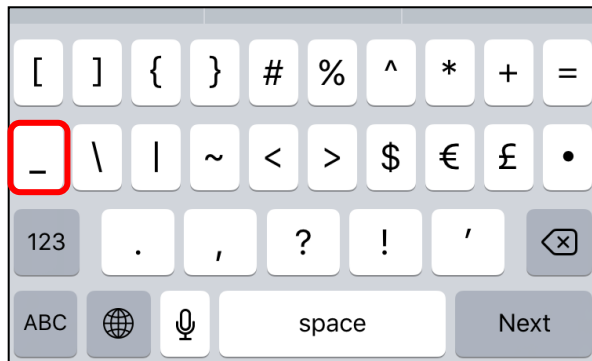 [ ] { } # % ^ * + =
_ \ | ~ < > $ € £ •
123 . , ? ! '
ABC space Next